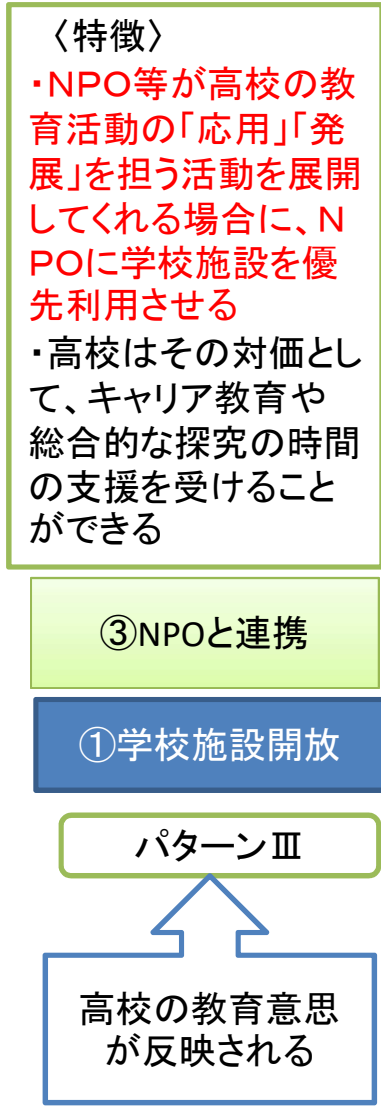 〈特徴〉
・NPO等が高校の教
育活動の「応用」「発
展」を担う活動を展開
してくれる場合に、N
POに学校施設を優
先利用させる
・高校はその対価とし
て、キャリア教育や
総合的な探究の時間
の支援を受けること
ができる
③NPOと連携
①学校施設開放
パターンⅢ
高校の教育意思
が反映される